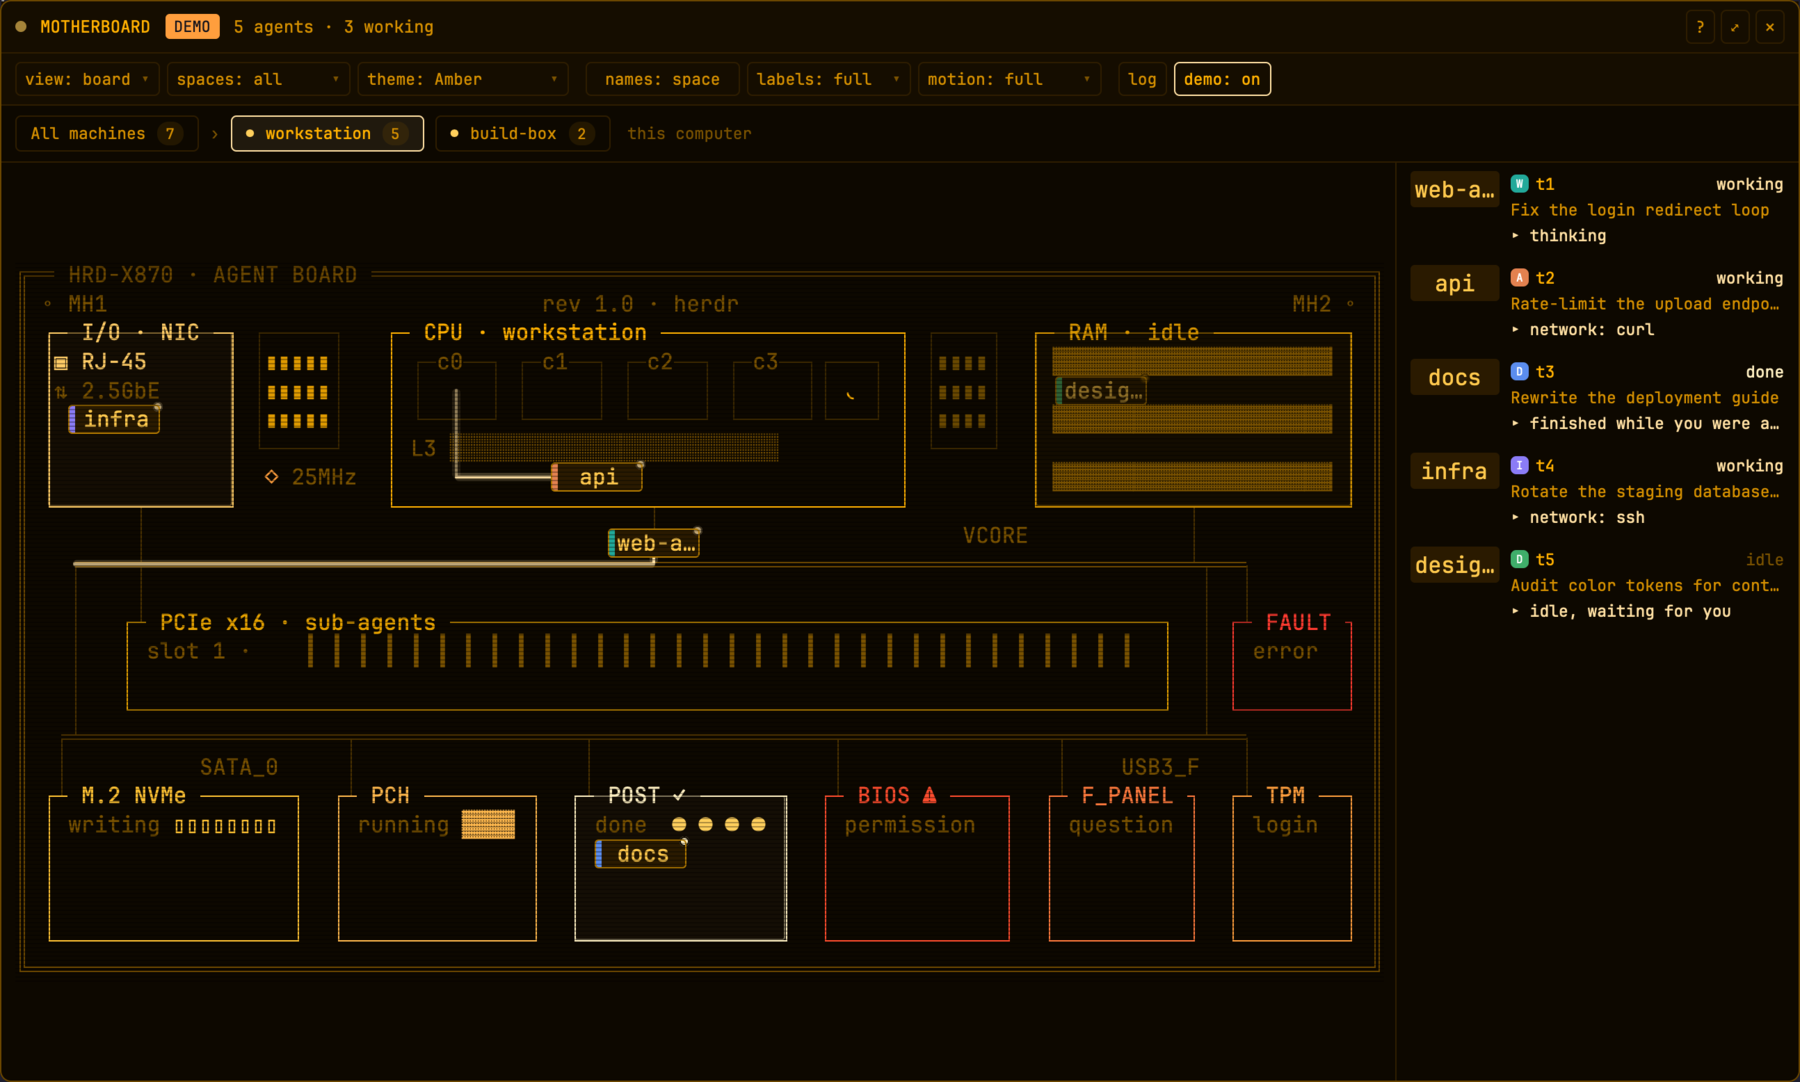 MOTHERBOARD DEMO 5 agents · 3 working ? ⤢ ×
view: board ▾ spaces: all ▾ theme: Amber ▾ names: space labels: full ▾ motion: full ▾ log demo: on
All machines 7 › workstation 5 build-box 2 this computer
HRD-X870 · AGENT BOARD
MH1 rev 1.0 · herdr MH2
I/O · NIC
RJ-45
2.5GbE
infra
25MHz
CPU · workstation
c0 c1 c2 c3
L3
api
RAM · idle
desig…
web-a…
VCORE
PCIe x16 · sub-agents
slot 1 ·
FAULT
error
SATA_0
USB3_F
M.2 NVMe
writing
PCH
running
POST ✓
done
docs
BIOS
permission
F_PANEL
question
TPM
login
web-a… W t1 working
Fix the login redirect loop
▸ thinking
api A t2 working
Rate-limit the upload endpo…
▸ network: curl
docs D t3 done
Rewrite the deployment guide
▸ finished while you were a…
infra I t4 working
Rotate the staging database…
▸ network: ssh
desig… D t5 idle
Audit color tokens for cont…
▸ idle, waiting for you